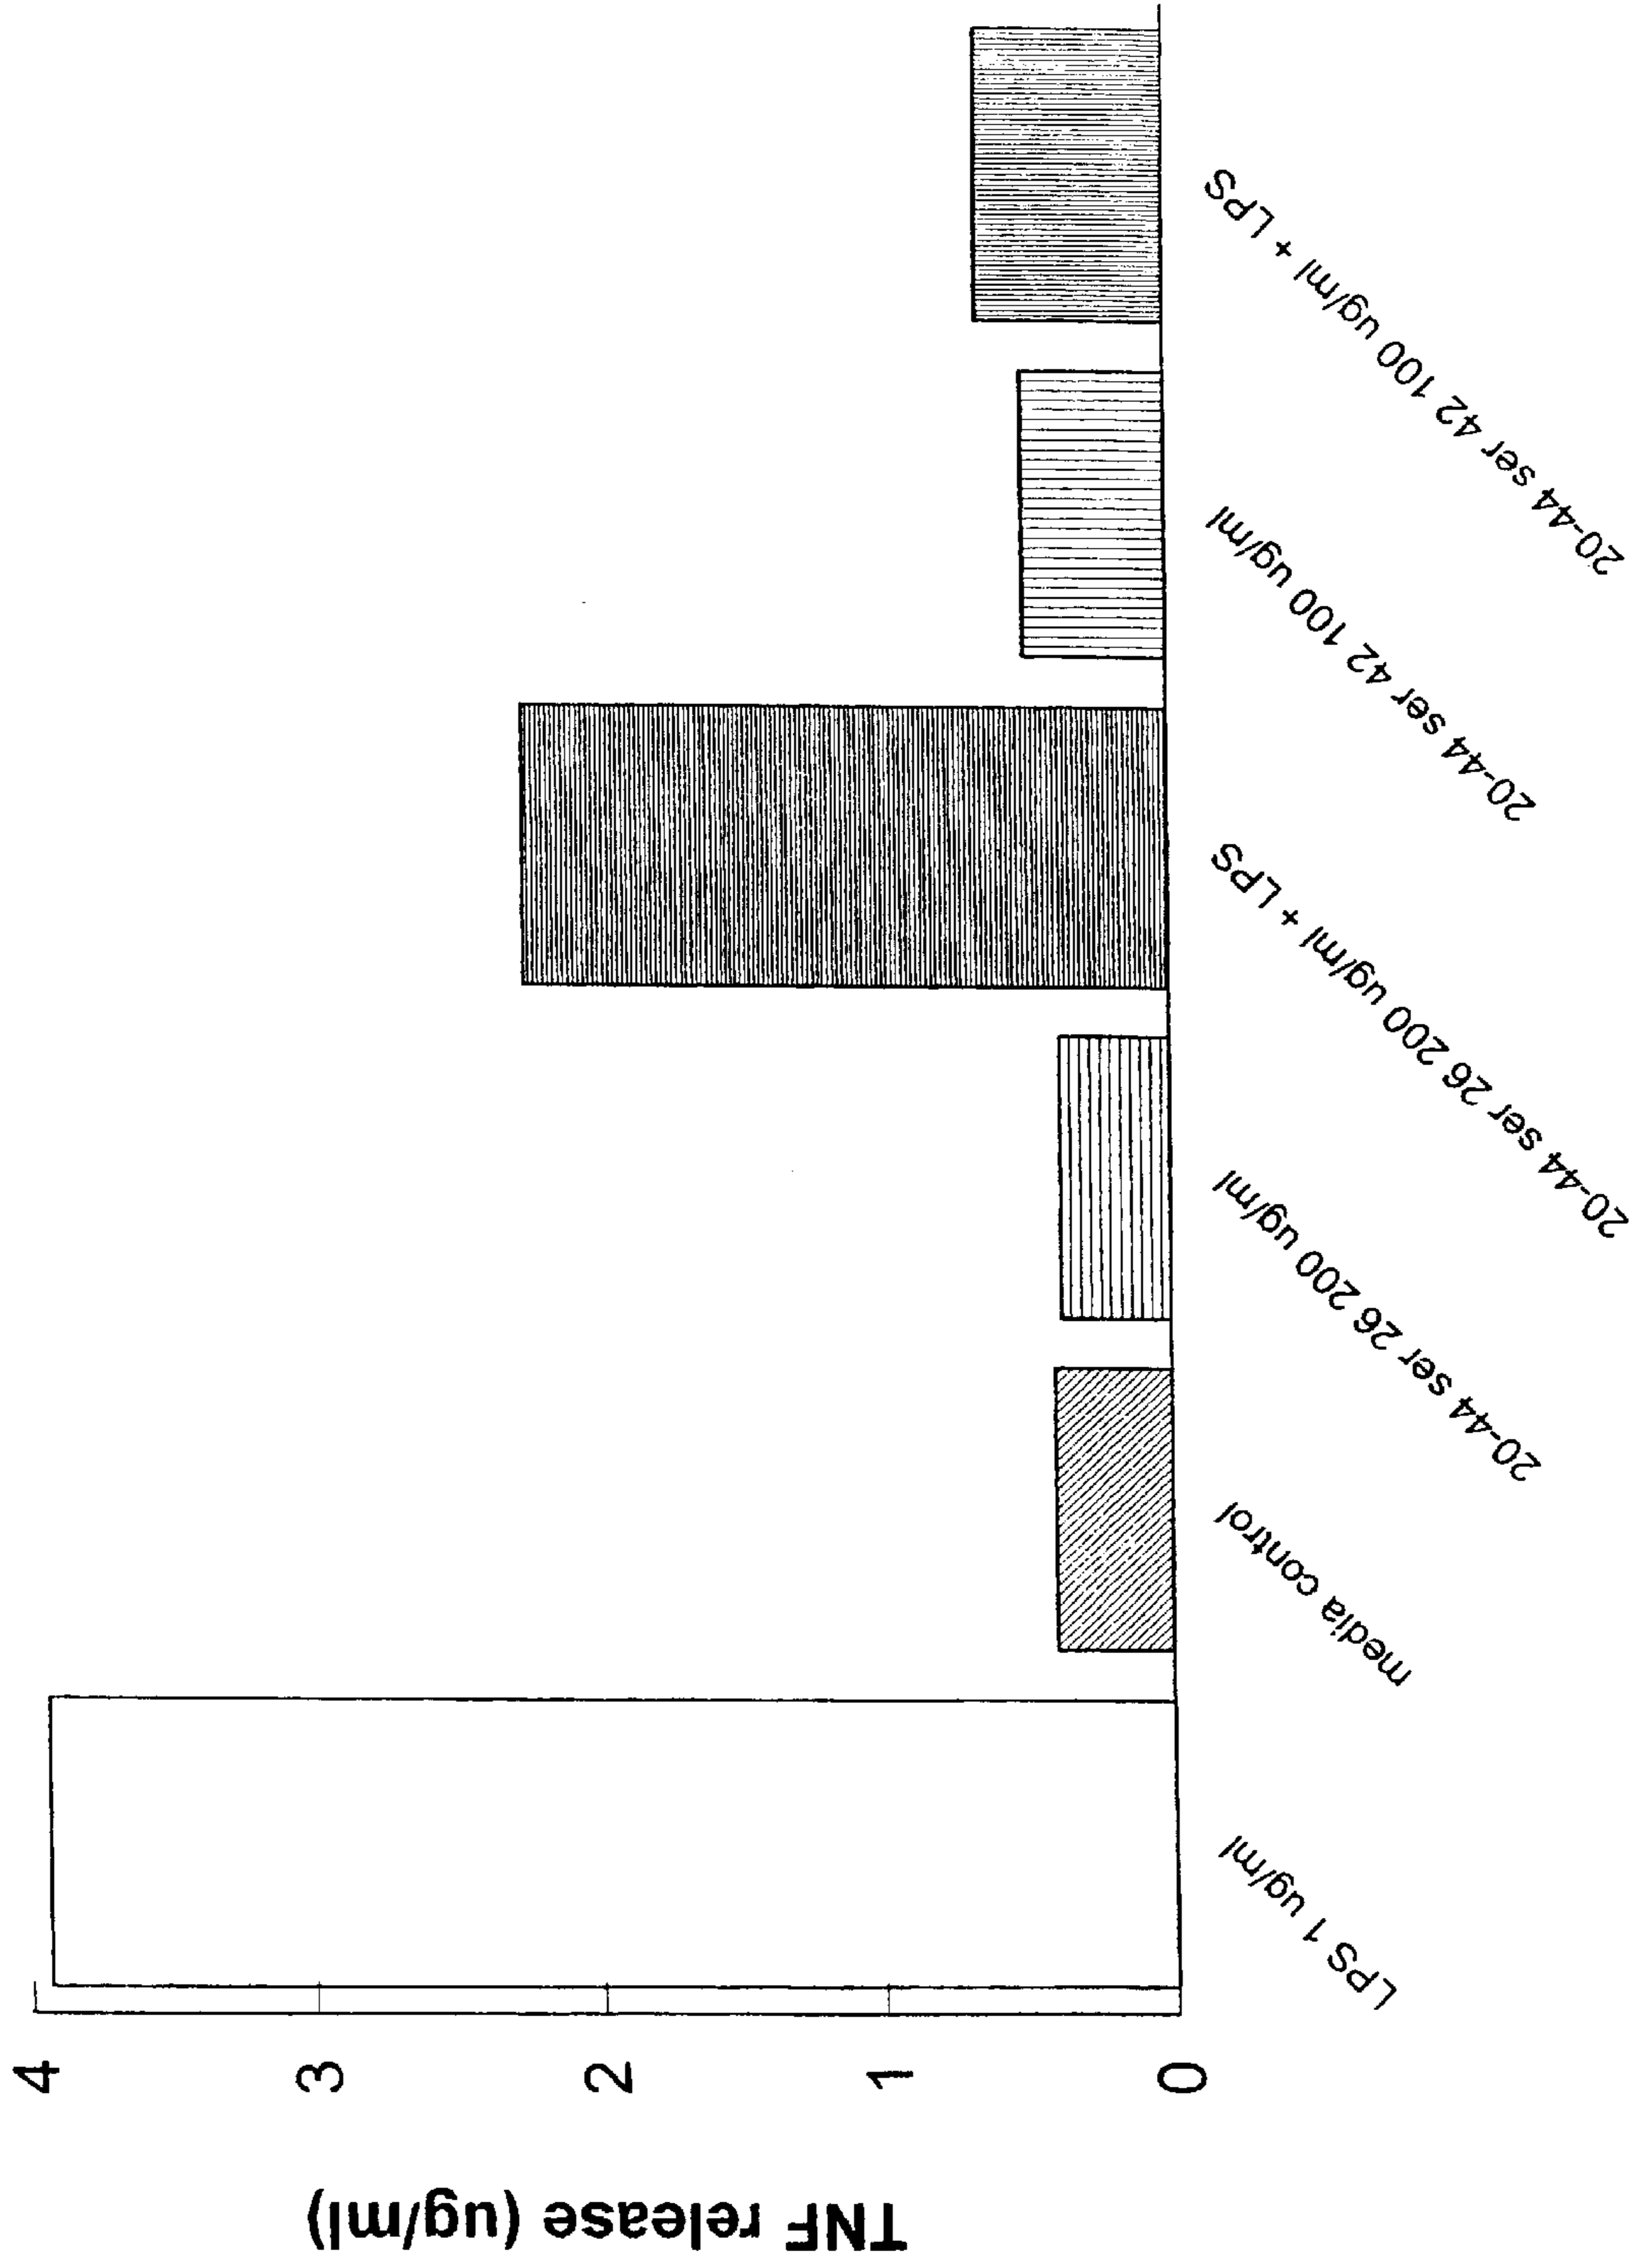 TNF release (ug/ml)
4
3
2
1
0
LPS 1 ug/ml
media control
20-44 ser 26 200 ug/ml
20-44 ser 26 200 ug/ml + LPS
20-44 ser 42 100 ug/ml
20-44 ser 42 100 ug/ml + LPS